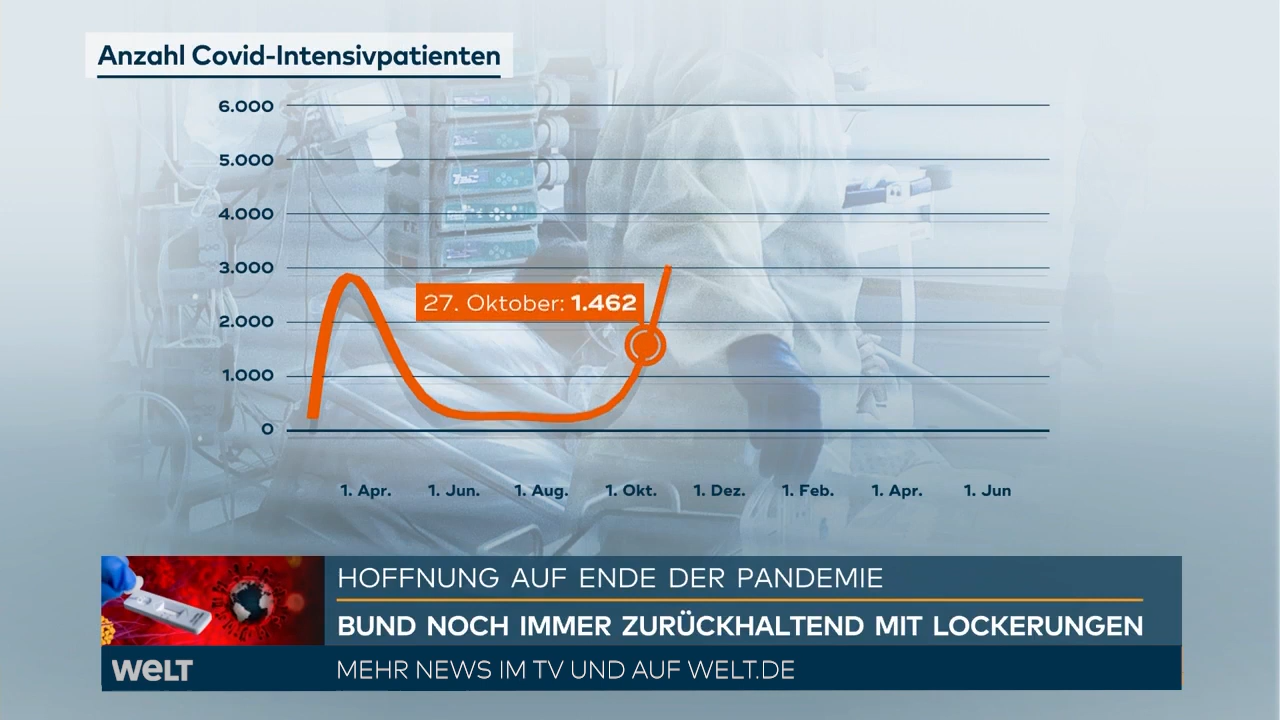 Anzahl Covid-Intensivpatienten
6.000
5.000
4.000
3.000
2.000
1.000
0
27. Oktober: 1.462
1. Apr. 1. Jun. 1. Aug. 1. Okt. 1. Dez. 1. Feb. 1. Apr. 1. Jun
HOFFNUNG AUF ENDE DER PANDEMIE
BUND NOCH IMMER ZURÜCKHALTEND MIT LOCKERUNGEN
WELT MEHR NEWS IM TV UND AUF WELT.DE